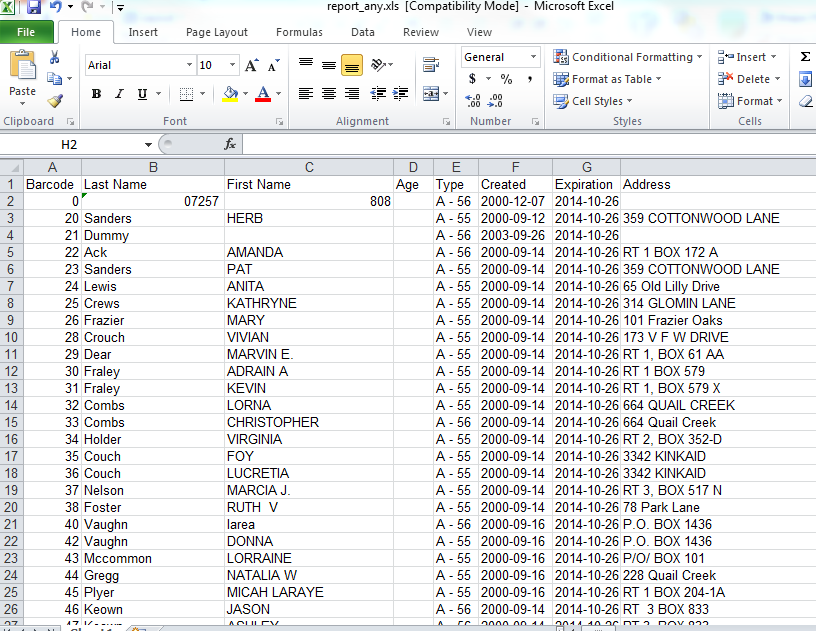 report_any.xls [Compatibility Mode] - Microsoft Excel
File Home Insert Page Layout Formulas Data Review View
Paste
Clipboard
Arial 10 A A
B I U A
Font
Alignment
General
$ % ,
Number
Conditional Formatting
Format as Table
Cell Styles
Styles
Insert
Delete
Format
Cells
Σ
H2 fx
A B C D E F G
1 Barcode Last Name First Name Age Type Created Expiration Address
2 0 07257 808 A - 56 2000-12-07 2014-10-26
3 20 Sanders HERB A - 55 2000-09-12 2014-10-26 359 COTTONWOOD LANE
4 21 Dummy A - 56 2003-09-26 2014-10-26
5 22 Ack AMANDA A - 56 2000-09-14 2014-10-26 RT 1 BOX 172 A
6 23 Sanders PAT A - 55 2000-09-14 2014-10-26 359 COTTONWOOD LANE
7 24 Lewis ANITA A - 55 2000-09-14 2014-10-26 65 Old Lilly Drive
8 25 Crews KATHRYNE A - 55 2000-09-14 2014-10-26 314 GLOMIN LANE
9 26 Frazier MARY A - 55 2000-09-14 2014-10-26 101 Frazier Oaks
10 28 Crouch VIVIAN A - 55 2000-09-14 2014-10-26 173 V F W DRIVE
11 29 Dear MARVIN E. A - 55 2000-09-14 2014-10-26 RT 1, BOX 61 AA
12 30 Fraley ADRAIN A A - 55 2000-09-14 2014-10-26 RT 1 BOX 579
13 31 Fraley KEVIN A - 55 2000-09-14 2014-10-26 RT 1, BOX 579 X
14 32 Combs LORNA A - 55 2000-09-14 2014-10-26 664 QUAIL CREEK
15 33 Combs CHRISTOPHER A - 56 2000-09-14 2014-10-26 664 Quail Creek
16 34 Holder VIRGINIA A - 55 2000-09-14 2014-10-26 RT 2, BOX 352-D
17 35 Couch FOY A - 55 2000-09-14 2014-10-26 3342 KINKAID
18 36 Couch LUCRETIA A - 55 2000-09-14 2014-10-26 3342 KINKAID
19 37 Nelson MARCIA J. A - 55 2000-09-14 2014-10-26 RT 3, BOX 517 N
20 38 Foster RUTH V A - 55 2000-09-14 2014-10-26 78 Park Lane
21 40 Vaughn larea A - 56 2000-09-16 2014-10-26 P.O. BOX 1436
22 42 Vaughn DONNA A - 55 2000-09-16 2014-10-26 P.O. BOX 1436
23 43 Mccommon LORRAINE A - 55 2000-09-16 2014-10-26 P/O/ BOX 101
24 44 Gregg NATALIA W A - 55 2000-09-16 2014-10-26 228 Quail Creek
25 45 Plyer MICAH LARAYE A - 55 2000-09-16 2014-10-26 RT 1 BOX 204-1A
26 46 Keown JASON A - 56 2000-09-14 2014-10-26 RT 3 BOX 833